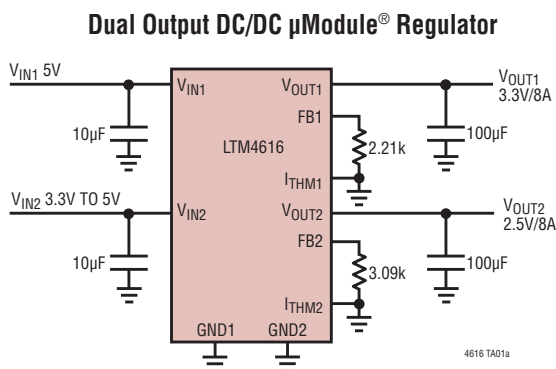 Dual Output DC/DC µModule® Regulator
VIN1 5V
VIN1
VOUT1
VOUT1
3.3V/8A
FB1
10µF
LTM4616
2.21k
100µF
ITHM1
VIN2 3.3V TO 5V
VIN2
VOUT2
VOUT2
2.5V/8A
FB2
10µF
3.09k
100µF
ITHM2
GND1 GND2
4616 TA01a